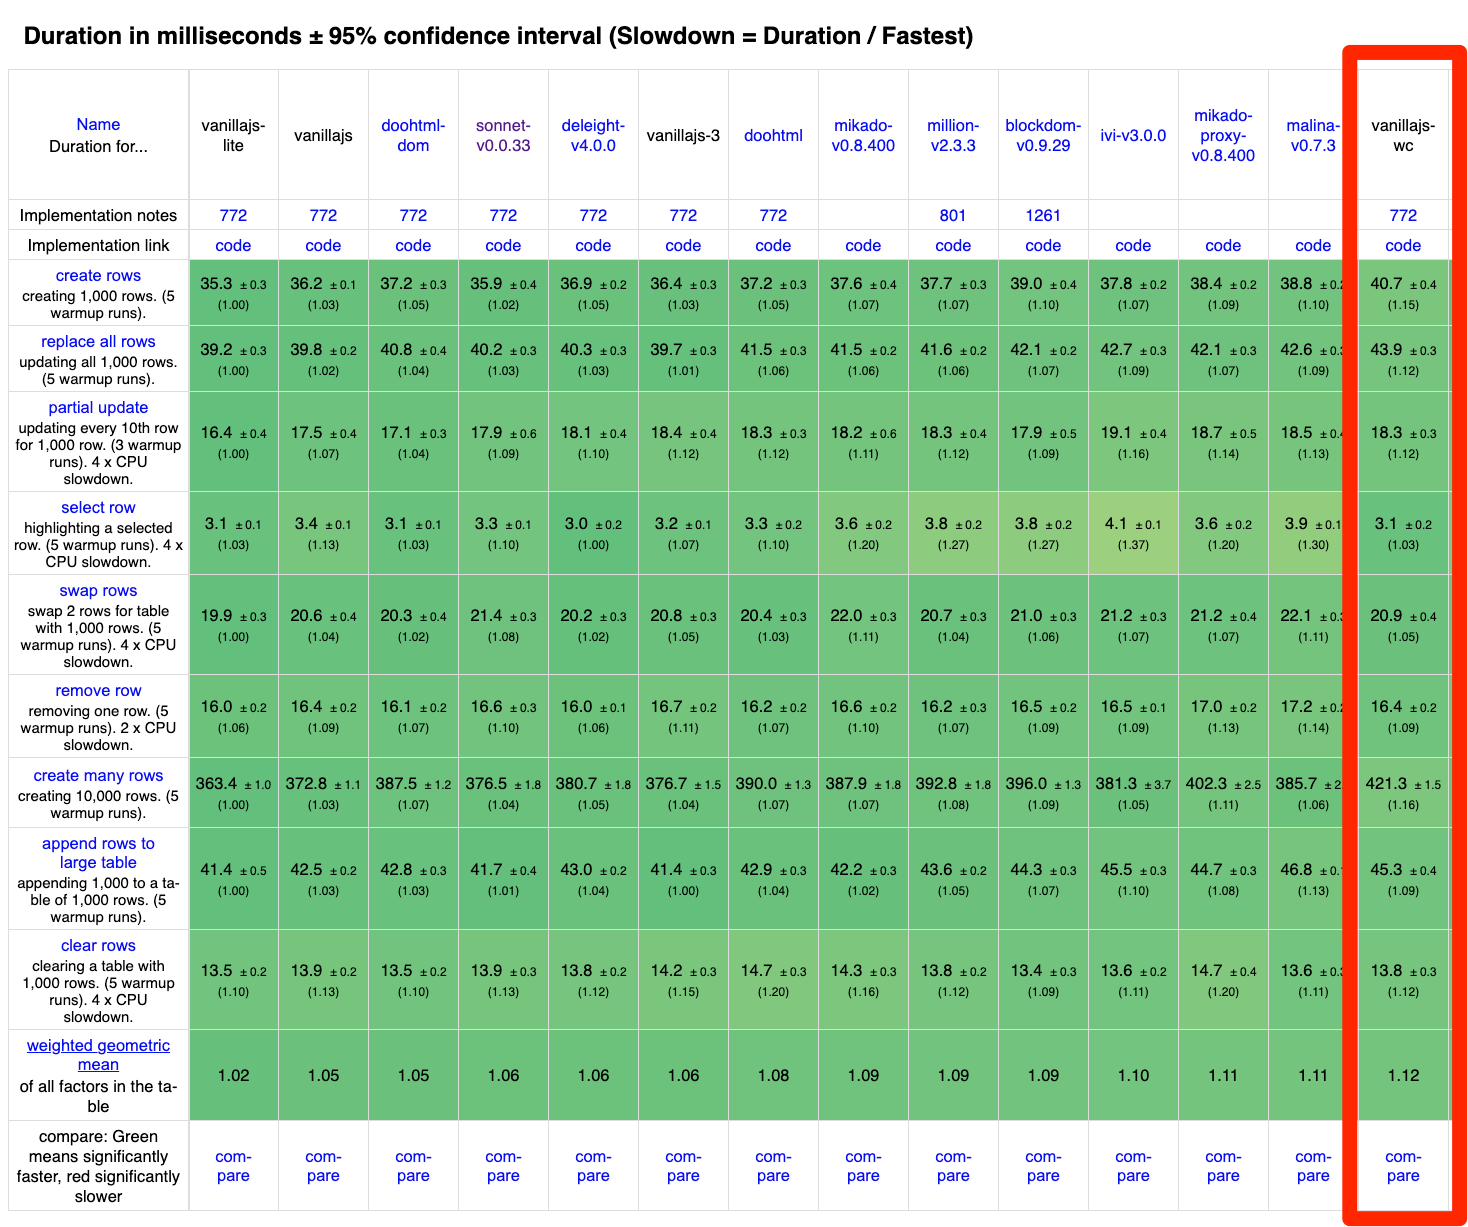 Duration in milliseconds ± 95% confidence interval (Slowdown = Duration / Fastest)
Name
Duration for...
vanillajs-
lite
vanillajs
doohtml-
dom
sonnet-
v0.0.33
deleight-
v4.0.0
vanillajs-3
doohtml
mikado-
v0.8.400
million-
v2.3.3
blockdom-
v0.9.29
ivi-v3.0.0
mikado-
proxy-
v0.8.400
malina-
v0.7.3
vanillajs-
wc
Implementation notes 772 772 772 772 772 772 772 801 1261 772
Implementation link code code code code code code code code code code code code code code
create rows
creating 1,000 rows. (5
warmup runs).
35.3 ± 0.3 36.2 ± 0.1 37.2 ± 0.3 35.9 ± 0.4 36.9 ± 0.2 36.4 ± 0.3 37.2 ± 0.3 37.6 ± 0.4 37.7 ± 0.3 39.0 ± 0.4 37.8 ± 0.2 38.4 ± 0.2 38.8 40.7 ± 0.4
(1.00) (1.03) (1.05) (1.02) (1.05) (1.03) (1.05) (1.07) (1.07) (1.10) (1.07) (1.09) (1.10) (1.15)
replace all rows
updating all 1,000 rows.
(5 warmup runs).
39.2 ± 0.3 39.8 ± 0.2 40.8 ± 0.4 40.2 ± 0.3 40.3 ± 0.3 39.7 ± 0.3 41.5 ± 0.3 41.5 ± 0.2 41.6 ± 0.2 42.1 ± 0.2 42.7 ± 0.3 42.1 ± 0.3 42.6 43.9 ± 0.3
(1.00) (1.02) (1.04) (1.03) (1.03) (1.01) (1.06) (1.06) (1.06) (1.07) (1.09) (1.07) (1.09) (1.12)
partial update
updating every 10th row
for 1,000 row. (3 warmup
runs). 4 x CPU
slowdown.
16.4 ± 0.4 17.5 ± 0.4 17.1 ± 0.3 17.9 ± 0.6 18.1 ± 0.4 18.4 ± 0.4 18.3 ± 0.3 18.2 ± 0.6 18.3 ± 0.4 17.9 ± 0.5 19.1 ± 0.4 18.7 ± 0.5 18.5 18.3 ± 0.3
(1.00) (1.07) (1.04) (1.09) (1.10) (1.12) (1.12) (1.11) (1.12) (1.09) (1.16) (1.14) (1.13) (1.12)
select row
highlighting a selected
row. (5 warmup runs). 4 x
CPU slowdown.
3.1 ± 0.1 3.4 ± 0.1 3.1 ± 0.1 3.3 ± 0.1 3.0 ± 0.2 3.2 ± 0.1 3.3 ± 0.2 3.6 ± 0.2 3.8 ± 0.2 3.8 ± 0.2 4.1 ± 0.1 3.6 ± 0.2 3.9 ± 0.1 3.1 ± 0.2
(1.03) (1.13) (1.03) (1.10) (1.00) (1.07) (1.10) (1.20) (1.27) (1.27) (1.37) (1.20) (1.30) (1.03)
swap rows
swap 2 rows for table
with 1,000 rows. (5
warmup runs). 4 x CPU
slowdown.
19.9 ± 0.3 20.6 ± 0.4 20.3 ± 0.4 21.4 ± 0.3 20.2 ± 0.3 20.8 ± 0.3 20.4 ± 0.3 22.0 ± 0.3 20.7 ± 0.3 21.0 ± 0.3 21.2 ± 0.3 21.2 ± 0.4 22.1 20.9 ± 0.4
(1.00) (1.04) (1.02) (1.08) (1.02) (1.05) (1.03) (1.11) (1.04) (1.06) (1.07) (1.07) (1.11) (1.05)
remove row
removing one row. (5
warmup runs). 2 x CPU
slowdown.
16.0 ± 0.2 16.4 ± 0.2 16.1 ± 0.2 16.6 ± 0.3 16.0 ± 0.1 16.7 ± 0.2 16.2 ± 0.2 16.6 ± 0.2 16.2 ± 0.3 16.5 ± 0.2 16.5 ± 0.1 17.0 ± 0.2 17.2 16.4 ± 0.2
(1.06) (1.09) (1.07) (1.10) (1.06) (1.11) (1.07) (1.10) (1.07) (1.09) (1.09) (1.13) (1.14) (1.09)
create many rows
creating 10,000 rows. (5
warmup runs).
363.4 ± 1.0 372.8 ± 1.1 387.5 ± 1.2 376.5 ± 1.8 380.7 ± 1.8 376.7 ± 1.5 390.0 ± 1.3 387.9 ± 1.8 392.8 ± 1.8 396.0 ± 1.3 381.3 ± 3.7 402.3 ± 2.5 385.7 421.3 ± 1.5
(1.00) (1.03) (1.07) (1.04) (1.05) (1.04) (1.07) (1.07) (1.08) (1.09) (1.05) (1.11) (1.06) (1.16)
append rows to
large table
appending 1,000 to a ta-
ble of 1,000 rows. (5
warmup runs).
41.4 ± 0.5 42.5 ± 0.2 42.8 ± 0.3 41.7 ± 0.4 43.0 ± 0.2 41.4 ± 0.3 42.9 ± 0.3 42.2 ± 0.3 43.6 ± 0.2 44.3 ± 0.3 45.5 ± 0.3 44.7 ± 0.3 46.8 45.3 ± 0.4
(1.00) (1.03) (1.03) (1.01) (1.04) (1.00) (1.04) (1.02) (1.05) (1.07) (1.10) (1.08) (1.13) (1.09)
clear rows
clearing a table with
1,000 rows. (5 warmup
runs). 4 x CPU
slowdown.
13.5 ± 0.2 13.9 ± 0.2 13.5 ± 0.2 13.9 ± 0.3 13.8 ± 0.2 14.2 ± 0.3 14.7 ± 0.3 14.3 ± 0.3 13.8 ± 0.2 13.4 ± 0.3 13.6 ± 0.2 14.7 ± 0.4 13.6 13.8 ± 0.3
(1.10) (1.13) (1.10) (1.13) (1.12) (1.15) (1.20) (1.16) (1.12) (1.09) (1.11) (1.20) (1.11) (1.12)
weighted geometric
mean
of all factors in the ta-
ble
1.02 1.05 1.05 1.06 1.06 1.06 1.08 1.09 1.09 1.09 1.10 1.11 1.11 1.12
compare: Green
means significantly
faster, red significantly
slower
com- com- com- com- com- com- com- com- com- com- com- com- com- com-
pare pare pare pare pare pare pare pare pare pare pare pare pare pare